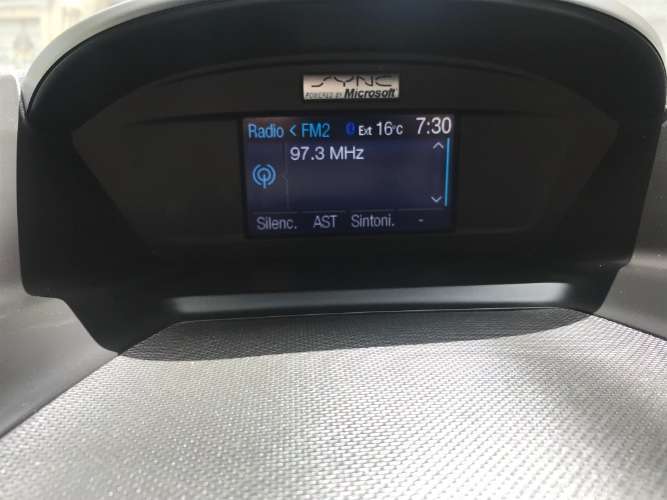 SYNC
POWERED BY Microsoft
Radio < FM2 Ext 16°C 7:30
97.3 MHz
Silenc. AST Sintoni. -